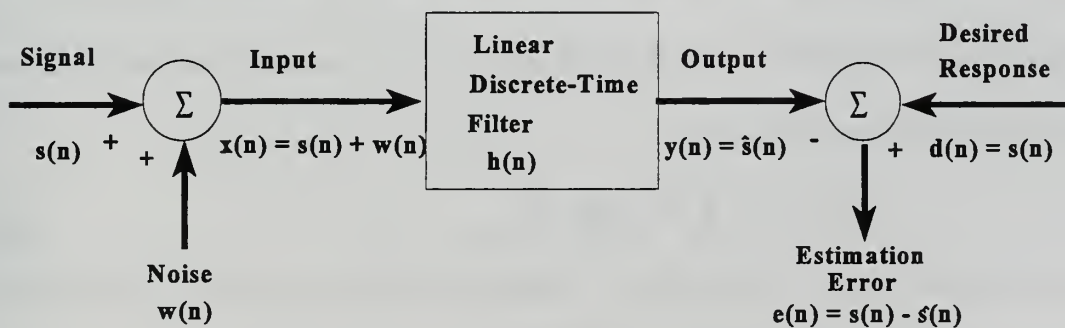 Signal
s(n)
+
+
Σ
Noise
w(n)
Input
x(n) = s(n) + w(n)
Linear
Discrete-Time
Filter
h(n)
Output
y(n) = ŝ(n)
-
Σ
+
Desired
Response
d(n) = s(n)
Estimation
Error
e(n) = s(n) - ŝ(n)